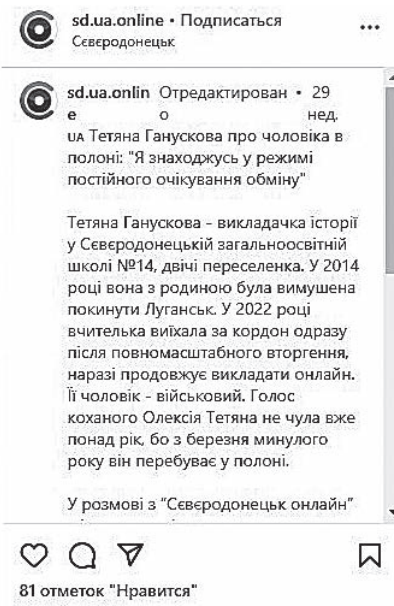 sd.ua.online • Подписаться
Сєвєродонецьк
sd.ua.onlin Отредактирован • 29
е о нед.
UA Тетяна Ганускова про чоловіка в
полоні: "Я знаходжусь у режимі
постійного очікування обміну"
Тетяна Ганускова - викладачка історії
у Сєвєродонецькій загальноосвітній
школі №14, двічі переселенка. У 2014
році вона з родиною була вимушена
покинути Луганськ. У 2022 році
вчителька виїхала за кордон одразу
після повномасштабного вторгнення,
наразі продовжує викладати онлайн.
Її чоловік - військовий. Голос
коханого Олексія Тетяна не чула вже
понад рік, бо з березня минулого
року він перебуває у полоні.
У розмові з “Сєвєродонецьк онлайн”
81 отметок "Нравится"